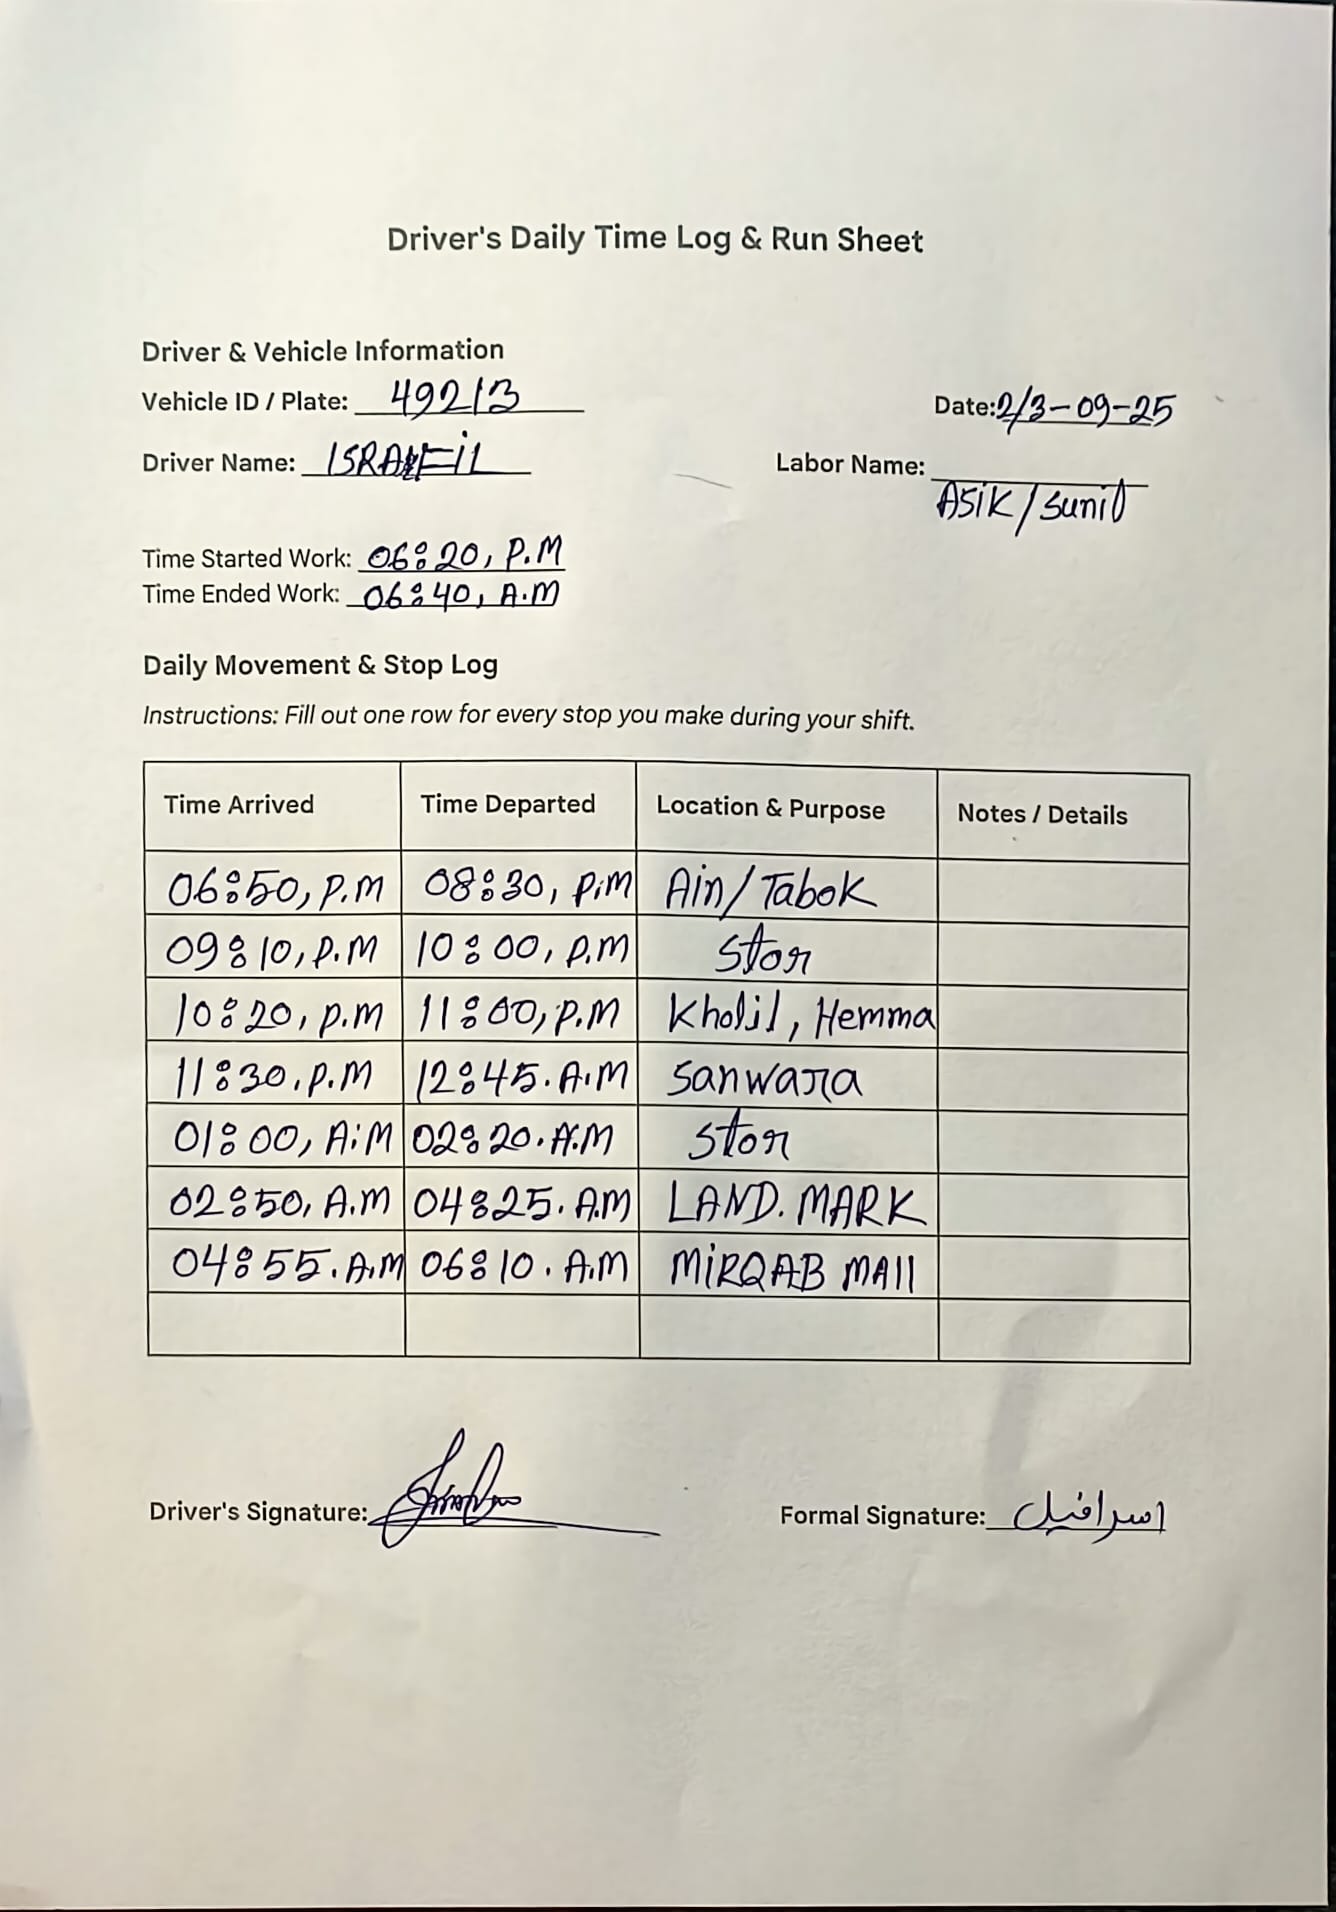 Driver's Daily Time Log & Run Sheet
Driver & Vehicle Information
Vehicle ID / Plate: 49213
Date: 2/3-09-25
Driver Name: ISRAFIL
Labor Name: Asik / Sunil
Time Started Work: 06:20, P.M
Time Ended Work: 06:40, A.M
Daily Movement & Stop Log
Instructions: Fill out one row for every stop you make during your shift.
Time Arrived Time Departed Location & Purpose Notes / Details
06:50, P.M 08:30, P.M Ain/Tabok
09:10, P.M 10:00, P.M Stor
10:20, P.M 11:00, P.M Kholil, Hemma
11:30, P.M 12:45. A.M Sanwara
01:00, A.M 02:20. A.M Stor
02:50, A.M 04:25. A.M LAND. MARK
04:55. A.M 06:10. A.M MiRQAB MAll
Driver's Signature:
Formal Signature: اسرافيل